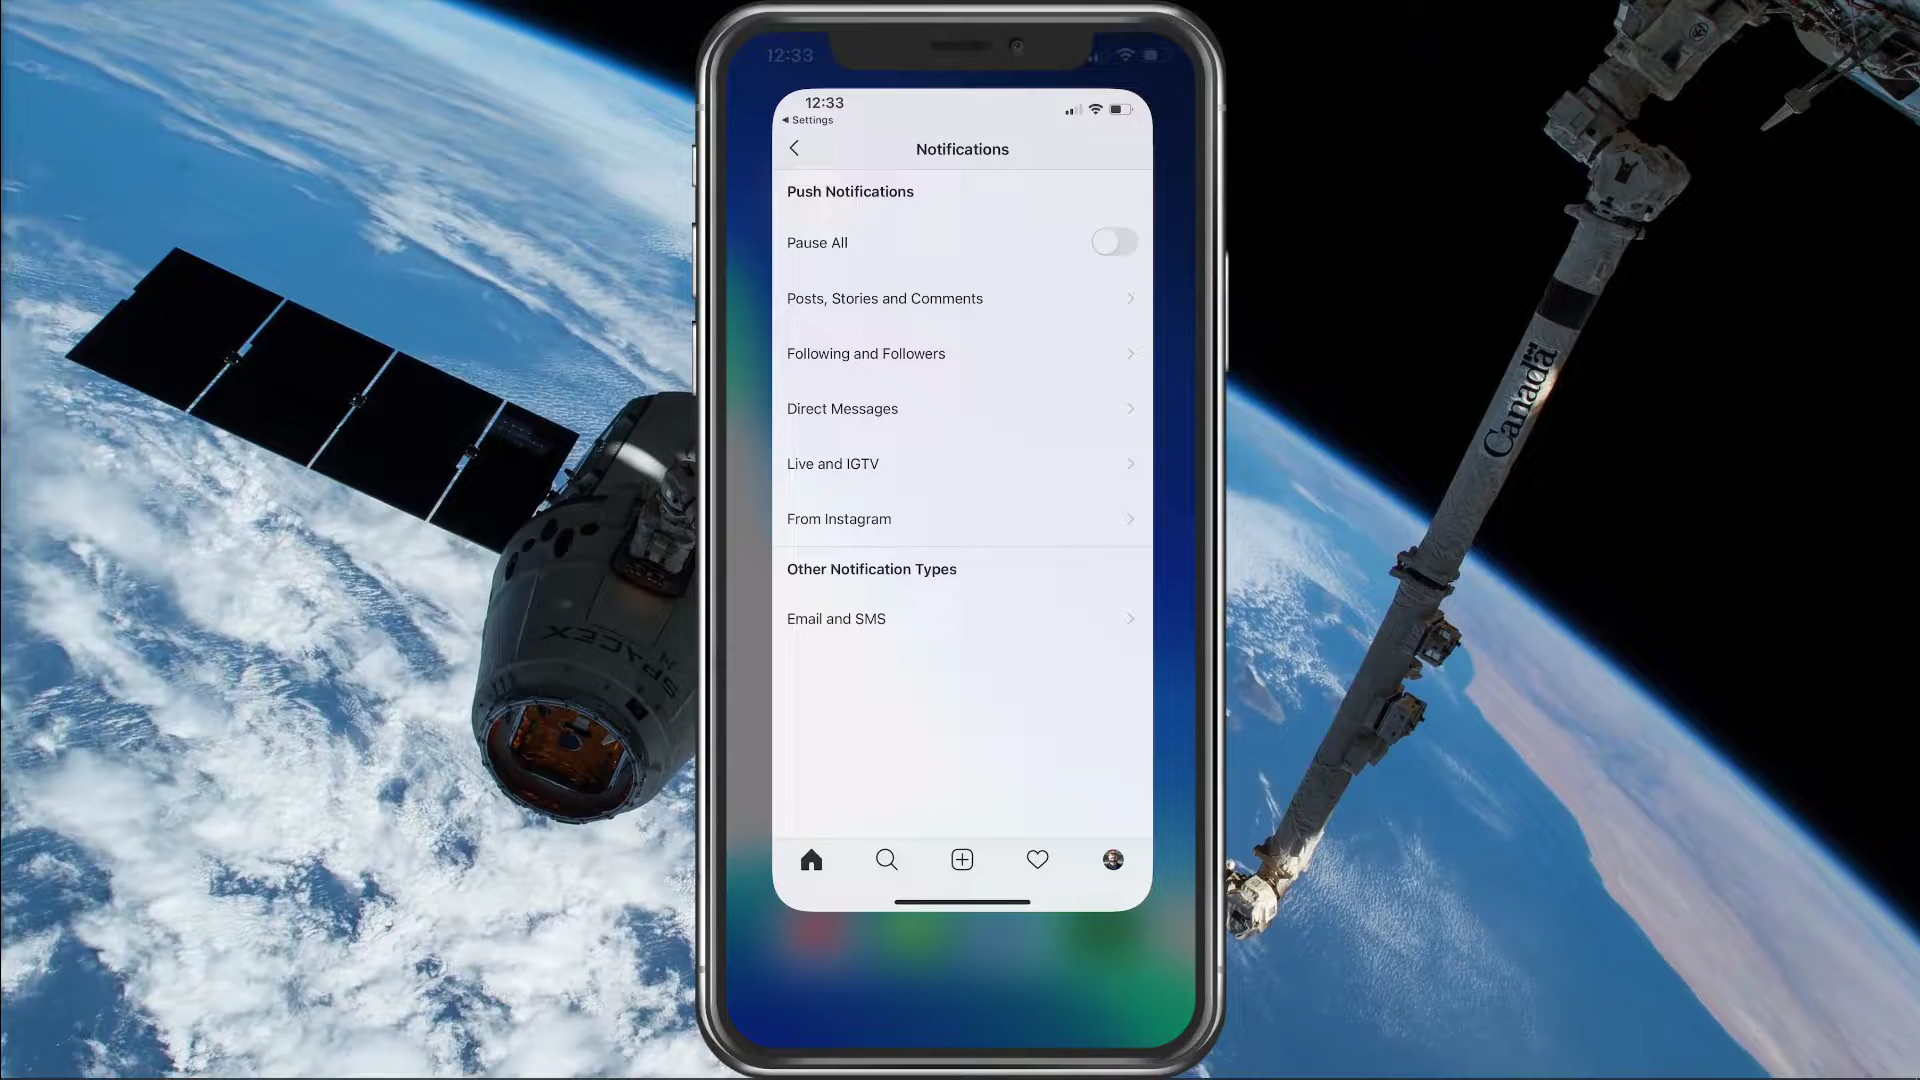 12:33
12:33
◀ Settings
Notifications
Push Notifications
Pause All
Posts, Stories and Comments
Following and Followers
Direct Messages
Live and IGTV
From Instagram
Other Notification Types
Email and SMS
SPACEX
Canada